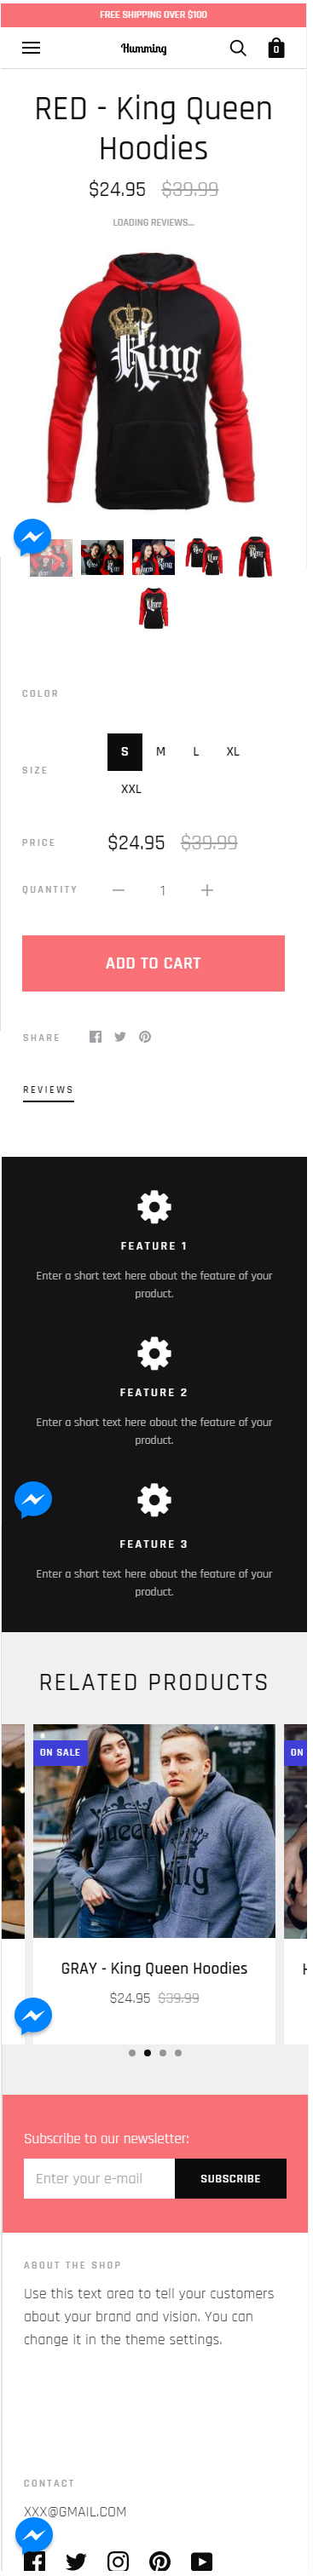 FREE SHIPPING OVER $100
Humming
0
RED - King Queen
Hoodies
$24.95 $39.99
LOADING REVIEWS...
King
COLOR
SIZE
S M L XL
XXL
PRICE
$24.95 $39.99
QUANTITY
1
ADD TO CART
SHARE
REVIEWS
FEATURE 1
Enter a short text here about the feature of your
product.
FEATURE 2
Enter a short text here about the feature of your
product.
FEATURE 3
Enter a short text here about the feature of your
product.
RELATED PRODUCTS
ON SALE
ON
Queen
King
GRAY - King Queen Hoodies
H
$24.95 $39.99
Subscribe to our newsletter:
Enter your e-mail
SUBSCRIBE
ABOUT THE SHOP
Use this text area to tell your customers
about your brand and vision. You can
change it in the theme settings.
CONTACT
XXX@GMAIL.COM